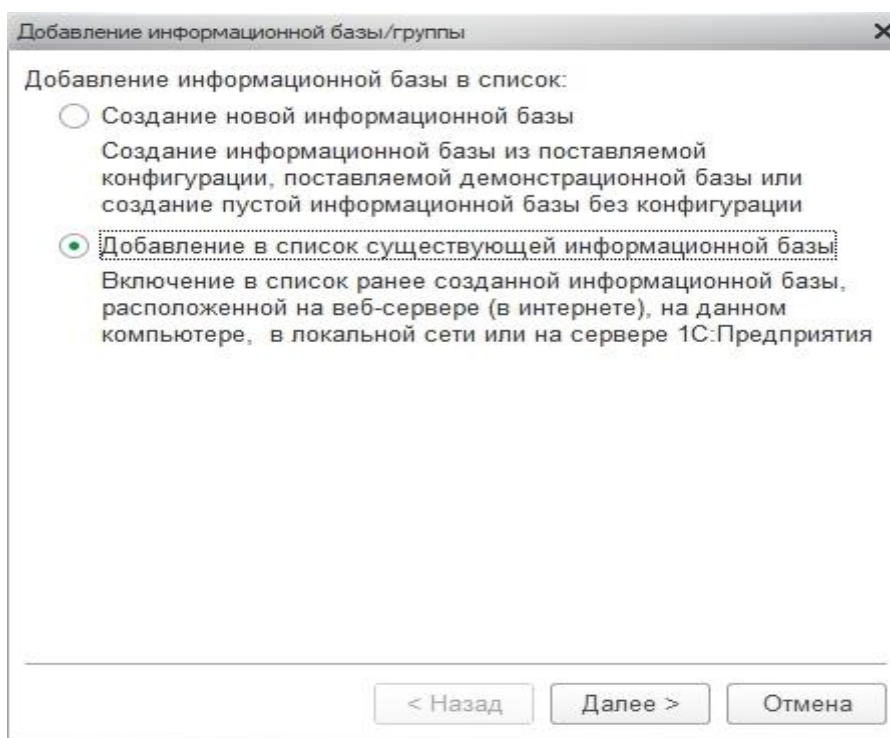 Добавление информационной базы/группы
Добавление информационной базы в список:
Создание новой информационной базы
Создание информационной базы из поставляемой
конфигурации, поставляемой демонстрационной базы или
создание пустой информационной базы без конфигурации
Добавление в список существующей информационной базы
Включение в список ранее созданной информационной базы,
расположенной на веб-сервере (в интернете), на данном
компьютере,  в локальной сети или на сервере 1С:Предприятия
< Назад
Далее >
Отмена